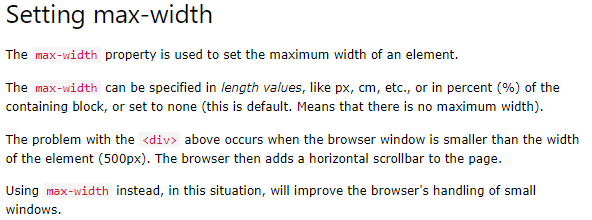 Setting max-width
The max-width property is used to set the maximum width of an element.
The max-width can be specified in length values, like px, cm, etc., or in percent (%) of the
containing block, or set to none (this is default. Means that there is no maximum width).
The problem with the <div> above occurs when the browser window is smaller than the width
of the element (500px). The browser then adds a horizontal scrollbar to the page.
Using max-width instead, in this situation, will improve the browser's handling of small
windows.